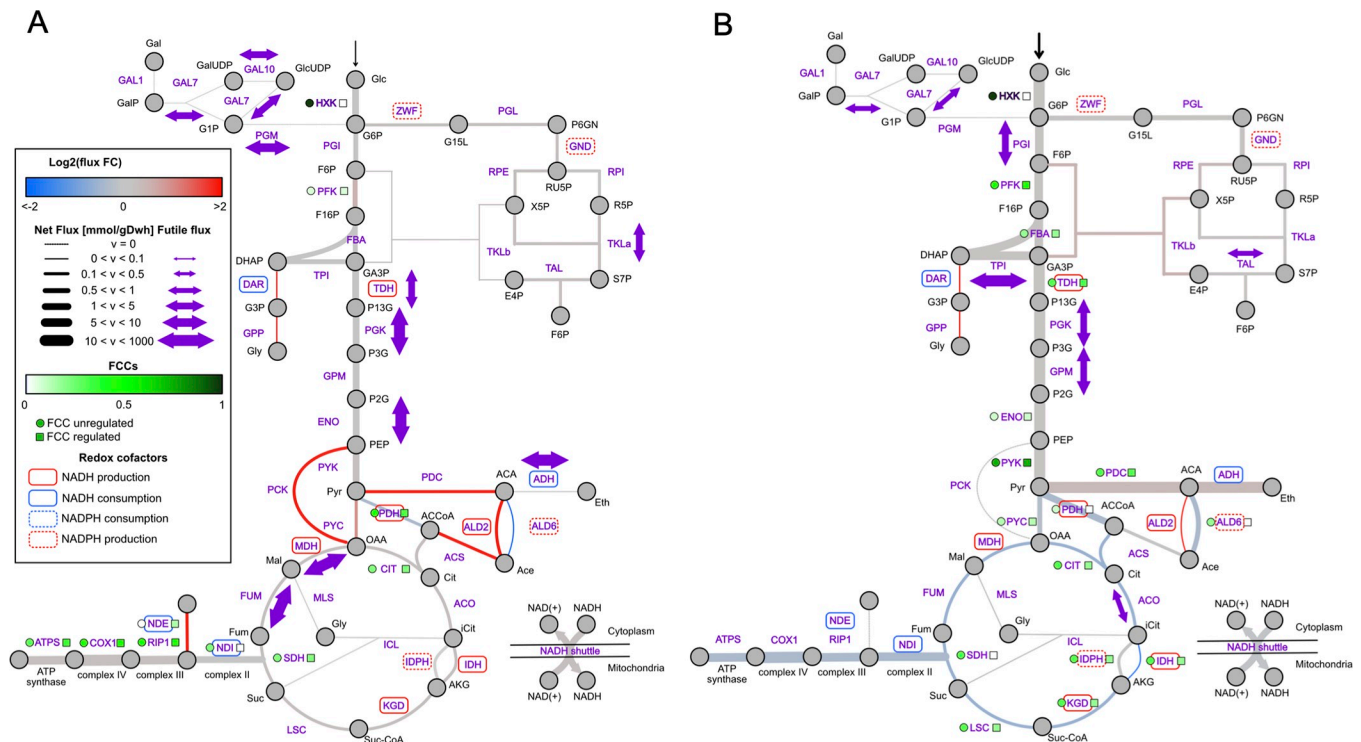 A
Gal
GalUDP
GlcUDP
GAL10
GAL1
GAL7
GalP
GAL7
G1P
PGM
Glc
HXK
G6P
ZWF
PGL
G15L
P6GN
GND
PGI
F6P
PFK
F16P
FBA
DHAP
TPI
GA3P
DAR
G3P
GPP
Gly
TDH
P13G
PGK
P3G
GPM
P2G
ENO
PEP
RPE
RU5P
RPI
X5P
R5P
TKLb
TKLa
TAL
E4P
S7P
F6P
PYK
PCK
Pyr
PDC
ACA
ADH
Eth
PDH
ACCoA
ALD2
ALD6
PYC
ACS
Ace
OAA
MDH
Mal
CIT
Cit
FUM
MLS
ACO
Fum
Gly
ICL
iCit
SDH
IDPH
IDH
Suc
AKG
KGD
LSC
Suc-CoA
NDE
ATPS
COX1
RIP1
NDI
ATP
synthase
complex IV
complex III
complex II
NAD(+)
NADH
Cytoplasm
NADH shuttle
Mitochondria
NAD(+)
NADH
Log2(flux FC)
<-2
0
>2
Net Flux [mmol/gDwh] Futile flux
v = 0
0 < v < 0.1
0.1 < v < 0.5
0.5 < v < 1
1 < v < 5
5 < v < 10
10 < v < 1000
FCCs
0
0.5
1
FCC unregulated
FCC regulated
Redox cofactors
NADH production
NADH consumption
NADPH consumption
NADPH production
B
Gal
GalUDP
GlcUDP
GAL10
GAL1
GAL7
GalP
GAL7
G1P
PGM
Glc
HXK
G6P
ZWF
PGL
G15L
P6GN
GND
PGI
F6P
PFK
F16P
FBA
DHAP
TPI
GA3P
DAR
G3P
GPP
Gly
TDH
P13G
PGK
P3G
GPM
P2G
ENO
PEP
RPE
RU5P
RPI
X5P
R5P
TKLb
TKLa
TAL
E4P
S7P
F6P
PYK
PCK
Pyr
PDC
ACA
ADH
Eth
PDH
ACCoA
ALD2
ALD6
PYC
ACS
Ace
OAA
MDH
Mal
CIT
Cit
FUM
MLS
ACO
Fum
Gly
ICL
iCit
SDH
IDPH
IDH
Suc
AKG
KGD
LSC
Suc-CoA
NDE
ATPS
COX1
RIP1
NDI
ATP
synthase
complex IV
complex III
complex II
NAD(+)
NADH
Cytoplasm
NADH shuttle
Mitochondria
NAD(+)
NADH